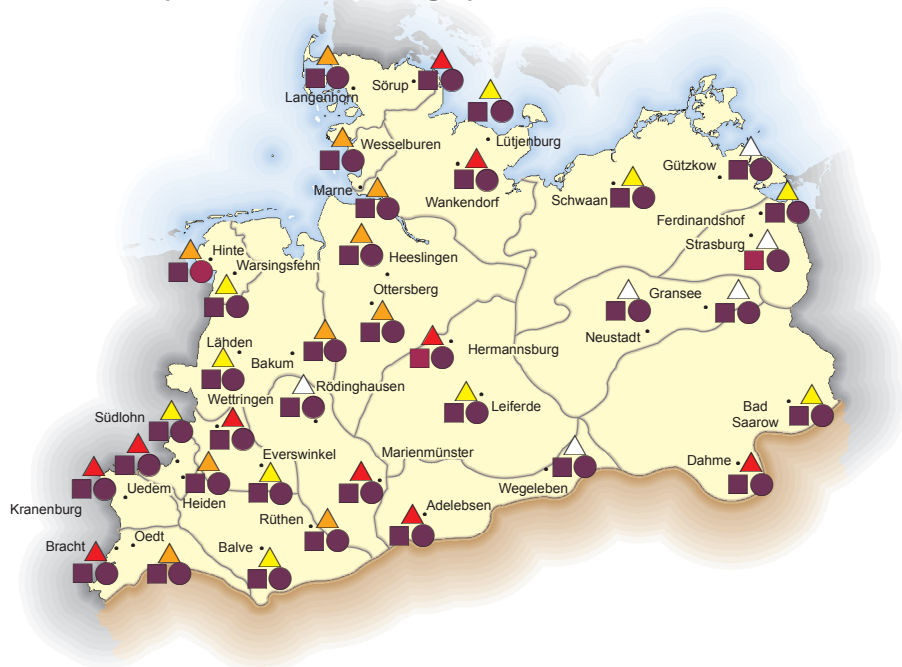 Sörup
Langenhorn
Lütjenburg
Wesselburen
Gützkow
Marne
Wankendorf
Schwaan
Ferdinandshof
Strasburg
Hinte
Heeslingen
Warsingsfehn
Ottersberg
Gransee
Neustadt
Lähden
Bakum
Hermannsburg
Rödinghausen
Wettringen
Leiferde
Südlohn
Bad
Saarow
Everswinkel
Marienmünster
Dahme
Uedem
Heiden
Wegeleben
Kranenburg
Adelebsen
Rüthen
Oedt
Bracht
Balve